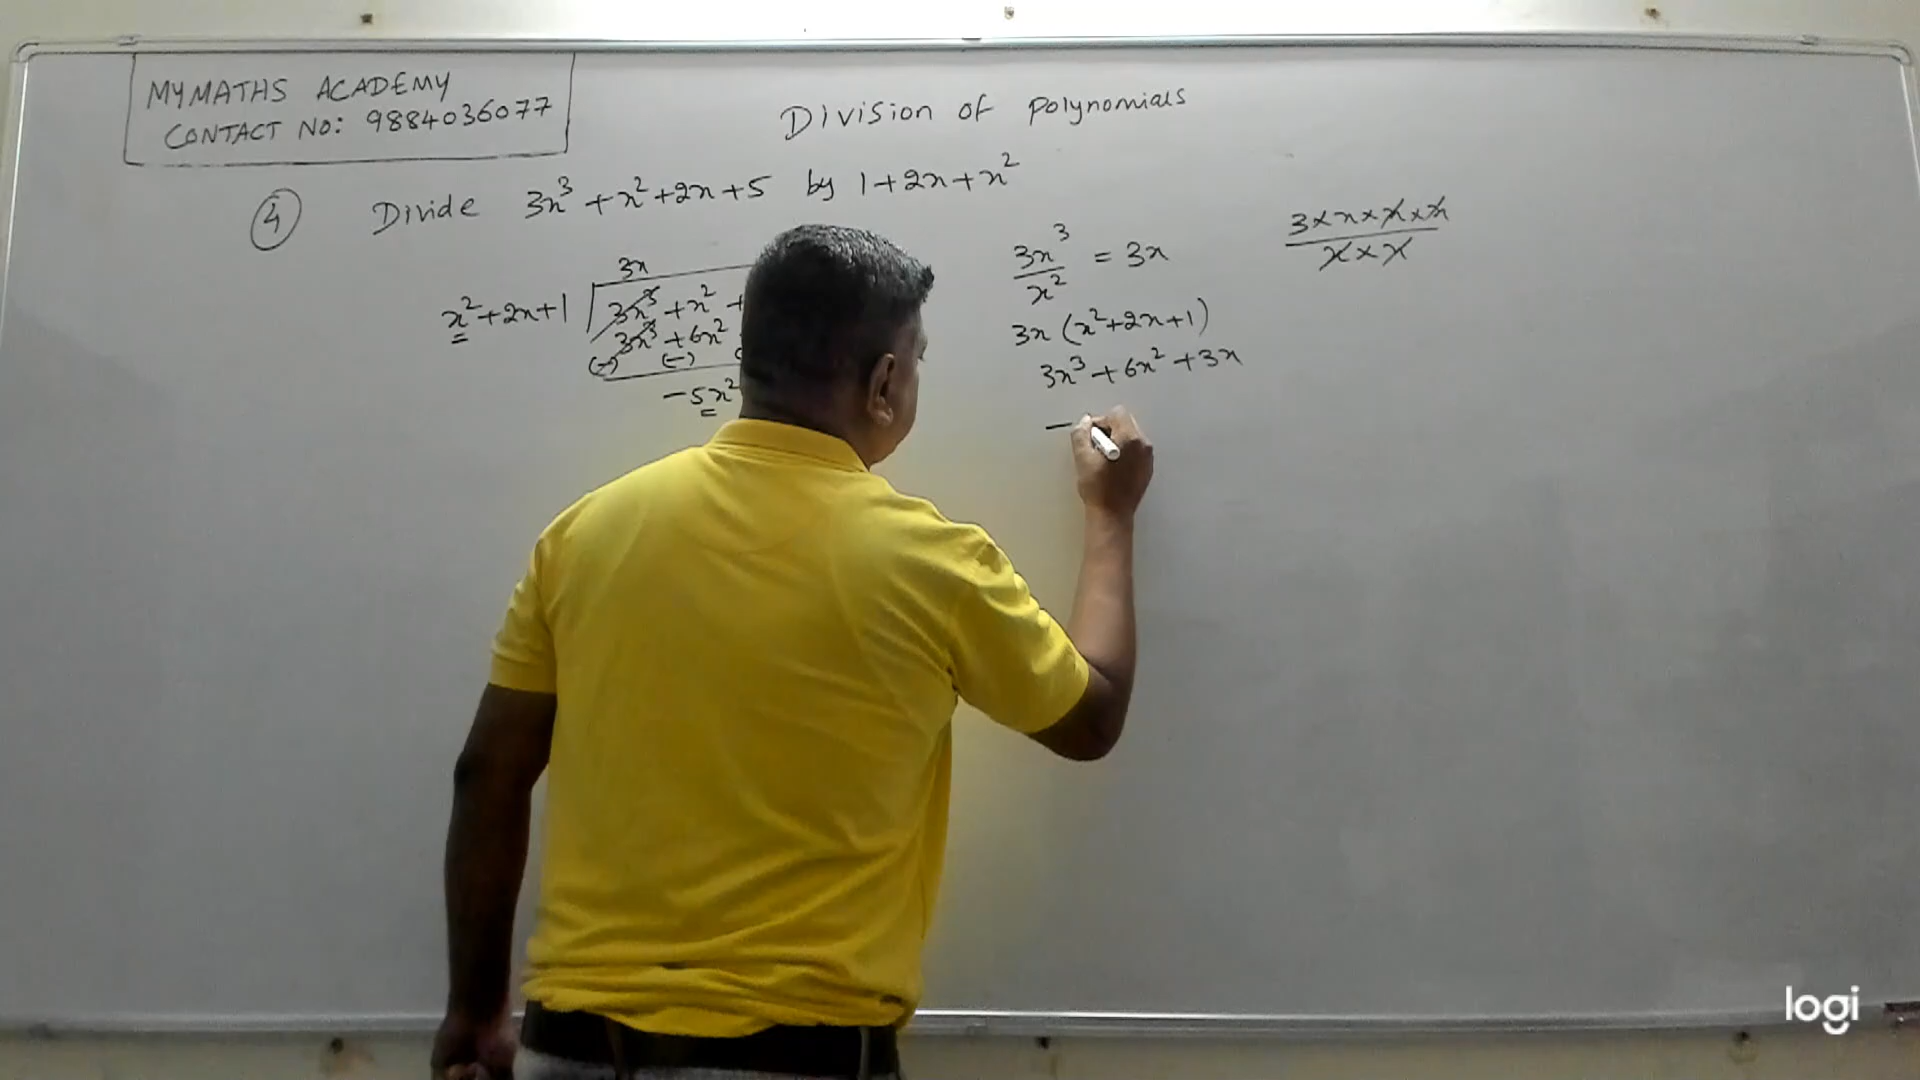 MYMATHS ACADEMY
CONTACT NO: 9884036077
Division of Polynomials
4 Divide 3x³ + x² + 2x + 5 by 1 + 2x + x²
3x
x² + 2x + 1 3x³ + x² +
3x³ + 6x²
(-) (-) (
-5x²
3x³/x² = 3x
3x (x² + 2x + 1)
3x³ + 6x² + 3x
-
3 × x × x × x
x × x
logi